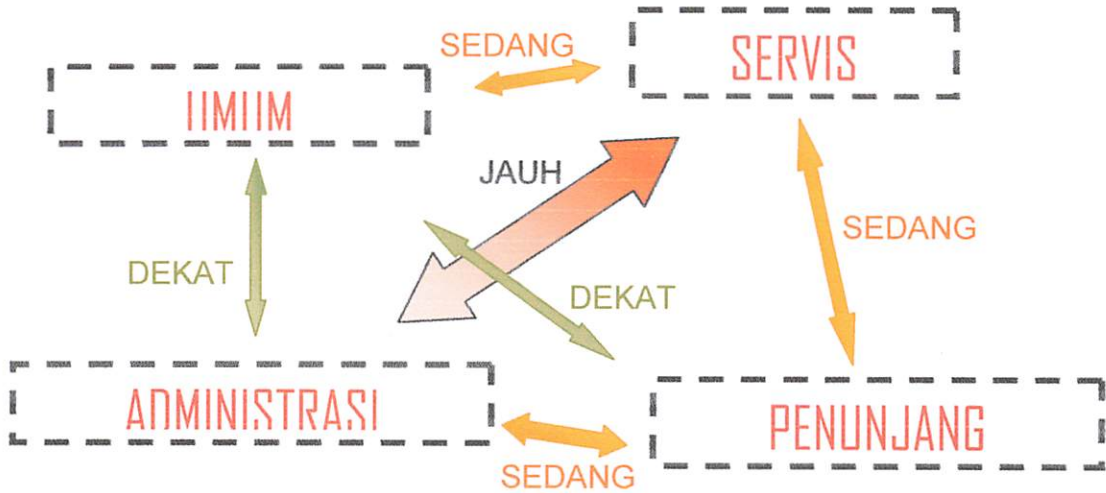 SEDANG
SERVIS
UMUM
JAUH
SEDANG
DEKAT
DEKAT
ADMINISTRASI
PENUNJANG
SEDANG